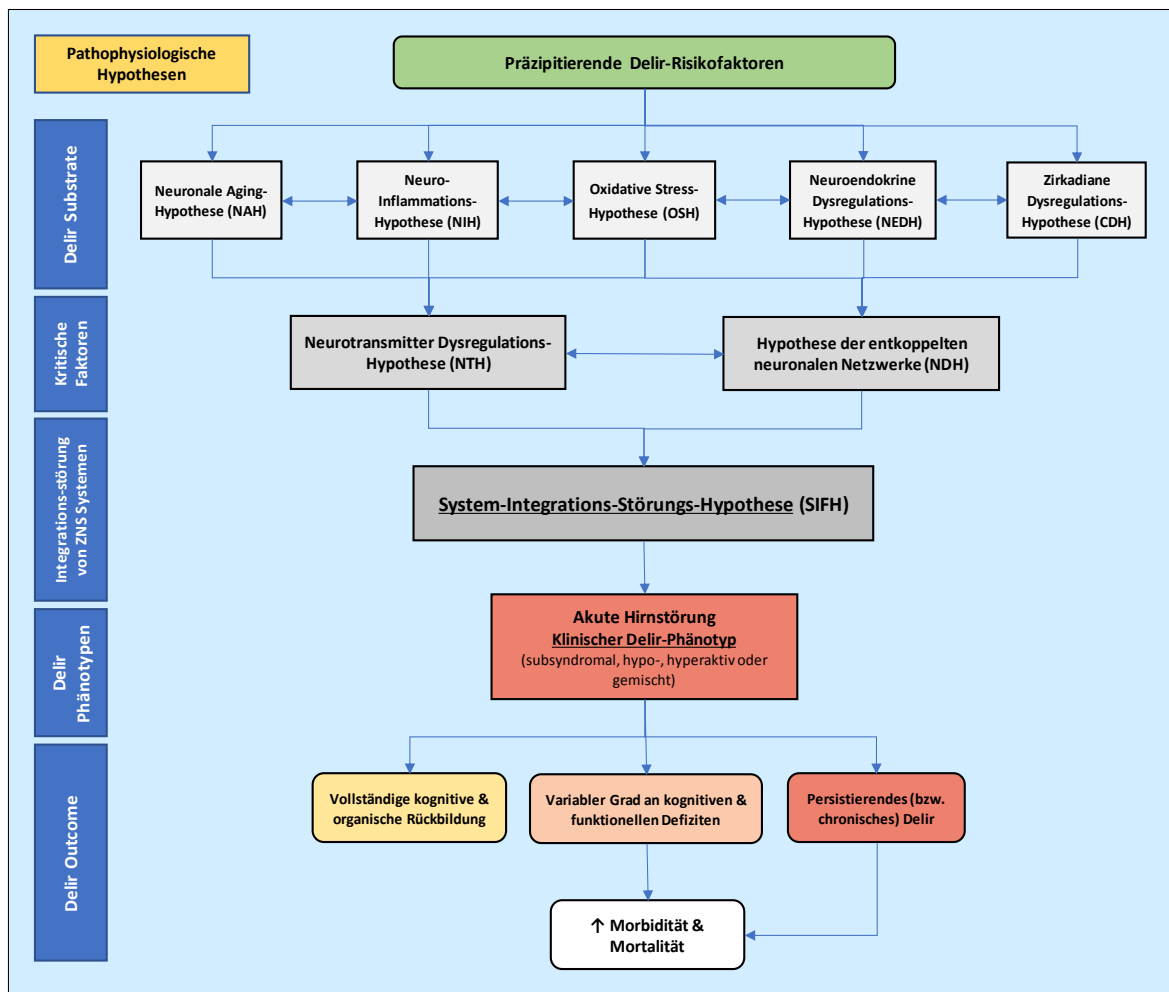 Pathophysiologische
Hypothesen
Präzipitierende Delir-Risikofaktoren
Delir Substrate
Neuronale Aging-
Hypothese (NAH)
Neuro-
Inflammations-
Hypothese (NIH)
Oxidative Stress-
Hypothese (OSH)
Neuroendokrine
Dysregulations-
Hypothese (NEDH)
Zirkadiane
Dysregulations-
Hypothese (CDH)
Kritische
Faktoren
Neurotransmitter Dysregulations-
Hypothese (NTH)
Hypothese der entkoppelten
neuronalen Netzwerke (NDH)
Integrations-störung
von ZNS Systemen
System-Integrations-Störungs-Hypothese (SIFH)
Delir
Phänotypen
Akute Hirnstörung
Klinischer Delir-Phänotyp
(subsyndromal, hypo-, hyperaktiv oder
gemischt)
Delir Outcome
Vollständige kognitive &
organische Rückbildung
Variabler Grad an kognitiven &
funktionellen Defiziten
Persistierendes (bzw.
chronisches) Delir
↑ Morbidität &
Mortalität